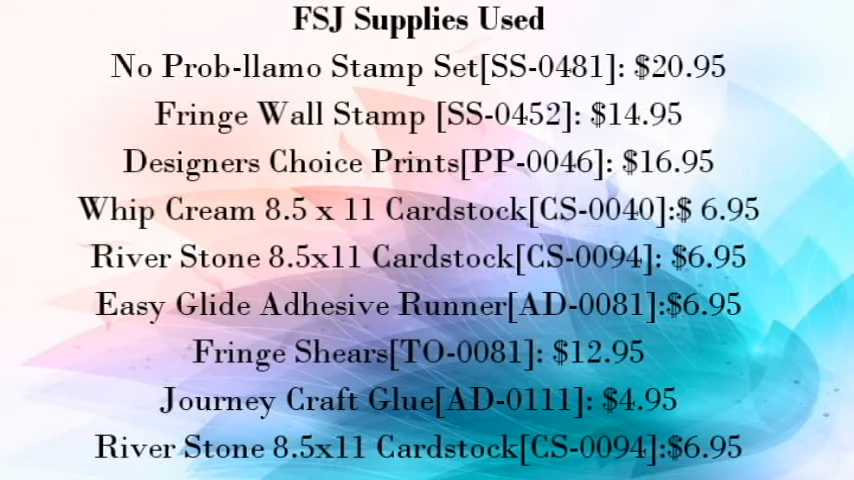 FSJ Supplies Used
No Prob-llamo Stamp Set[SS-0481]: $20.95
Fringe Wall Stamp [SS-0452]: $14.95
Designers Choice Prints[PP-0046]: $16.95
Whip Cream 8.5 x 11 Cardstock[CS-0040]:$ 6.95
River Stone 8.5x11 Cardstock[CS-0094]: $6.95
Easy Glide Adhesive Runner[AD-0081]:$6.95
Fringe Shears[TO-0081]: $12.95
Journey Craft Glue[AD-0111]: $4.95
River Stone 8.5x11 Cardstock[CS-0094]:$6.95